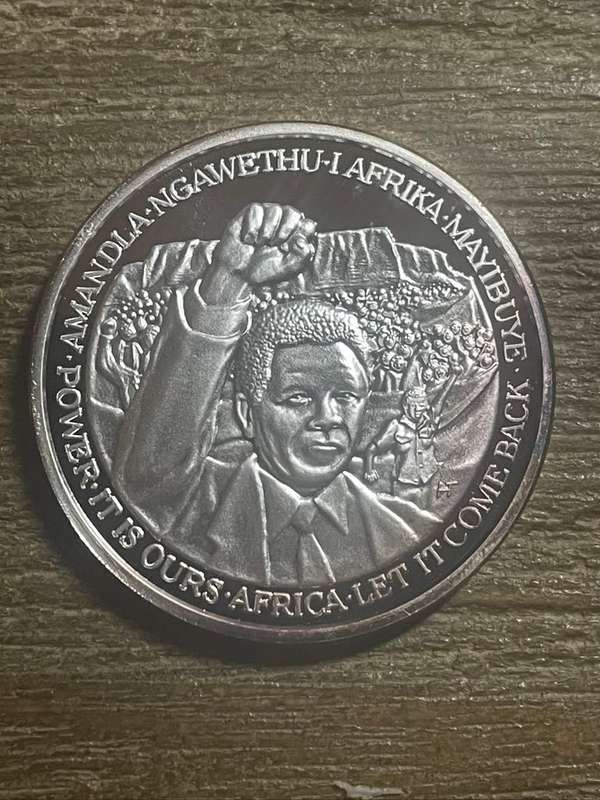 · AMANDLA · NGAWETHU · I AFRIKA · MAYIBUYE ·
POWER · IT IS OURS · AFRICA · LET IT COME BACK